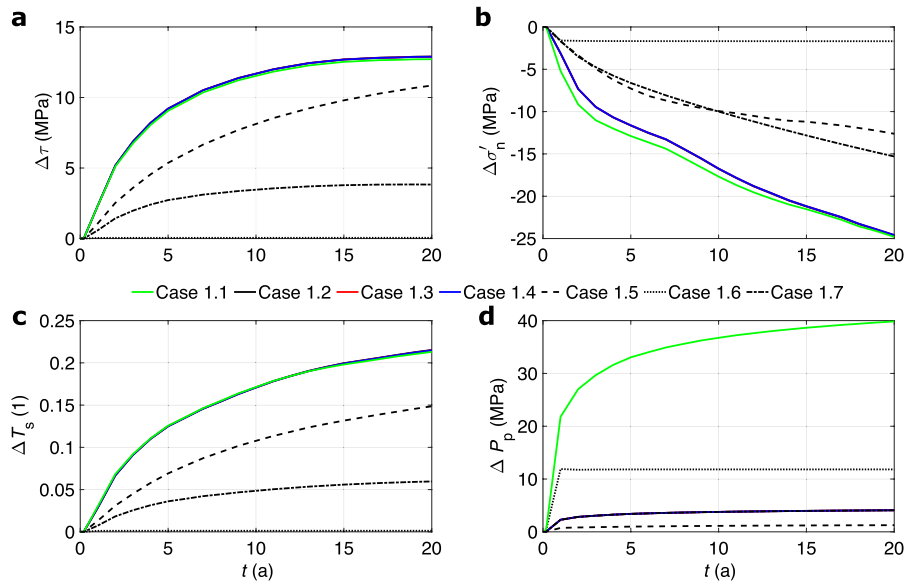 a
15
10
5
0
0 5 10 15 20
Δτ (MPa)
b
0
-5
-10
-15
-20
-25
0 5 10 15 20
Δσ′n (MPa)
Case 1.1 Case 1.2 Case 1.3 Case 1.4 Case 1.5 Case 1.6 Case 1.7
c
0.25
0.2
0.15
0.1
0.05
0
0 5 10 15 20
ΔTs (1)
t (a)
d
40
30
20
10
0
0 5 10 15 20
Δ Pp (MPa)
t (a)